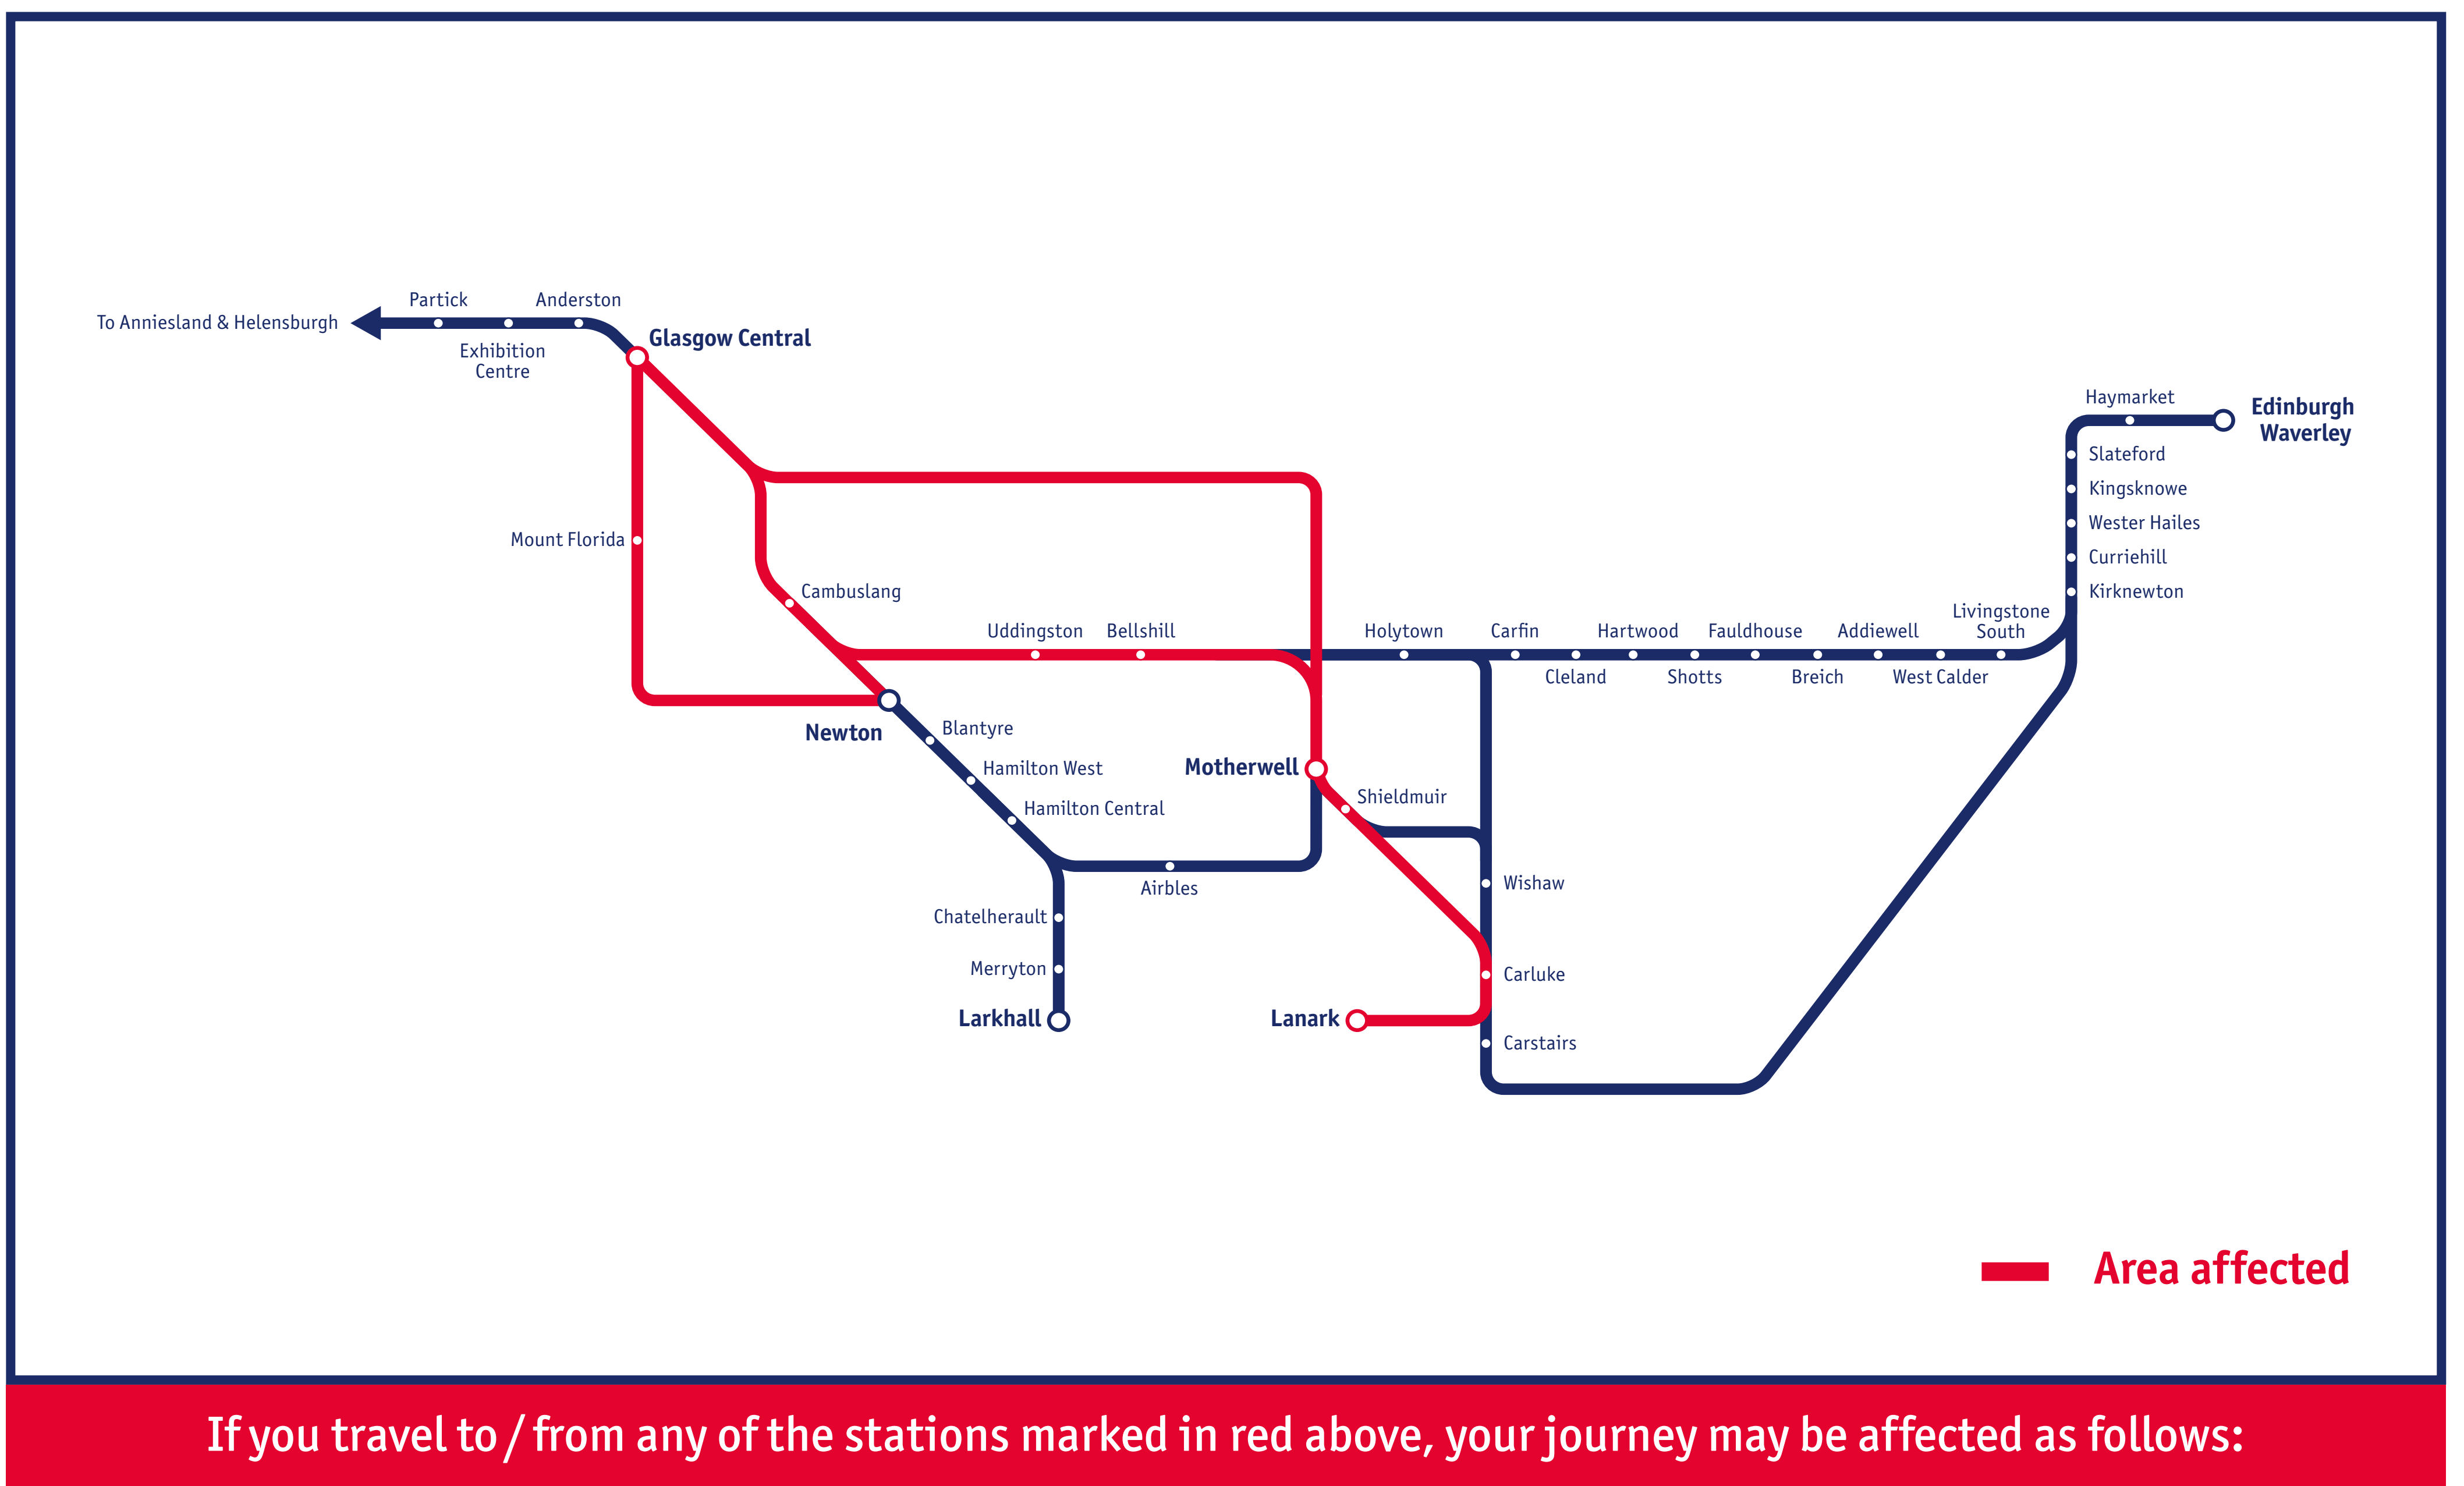 Partick
Anderston
To Anniesland & Helensburgh
Exhibition
Centre
Glasgow Central
Haymarket
Edinburgh
Waverley
Slateford
Kingsknowe
Wester Hailes
Curriehill
Kirknewton
Mount Florida
Cambuslang
Uddingston
Bellshill
Holytown
Carfin
Hartwood
Fauldhouse
Addiewell
Livingstone
South
Cleland
Shotts
Breich
West Calder
Newton
Blantyre
Hamilton West
Hamilton Central
Motherwell
Shieldmuir
Airbles
Wishaw
Chatelherault
Merryton
Larkhall
Carluke
Lanark
Carstairs
Area affected
If you travel to / from any of the stations marked in red above, your journey may be affected as follows: